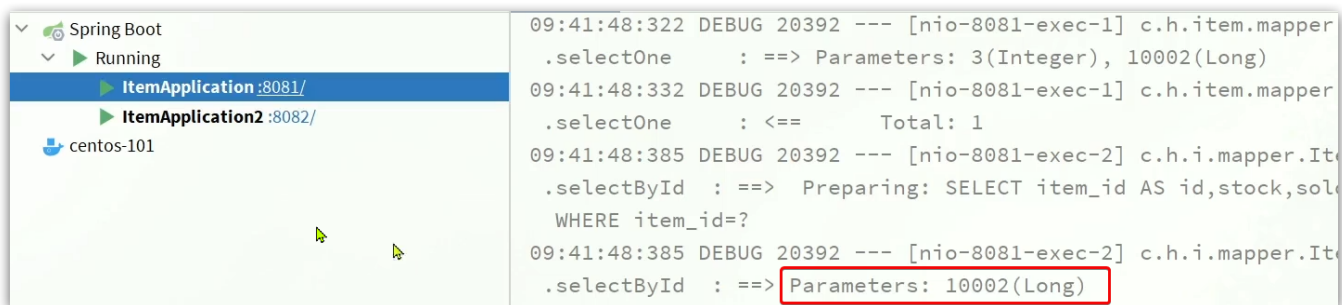 Spring Boot
Running
ItemApplication :8081/
ItemApplication2 :8082/
centos-101
09:41:48:322 DEBUG 20392 --- [nio-8081-exec-1] c.h.item.mapper
.selectOne : ==> Parameters: 3(Integer), 10002(Long)
09:41:48:332 DEBUG 20392 --- [nio-8081-exec-1] c.h.item.mapper
.selectOne : <== Total: 1
09:41:48:385 DEBUG 20392 --- [nio-8081-exec-2] c.h.i.mapper.Ite
.selectById : ==> Preparing: SELECT item_id AS id,stock,sold
WHERE item_id=?
09:41:48:385 DEBUG 20392 --- [nio-8081-exec-2] c.h.i.mapper.Ite
.selectById : ==> Parameters: 10002(Long)